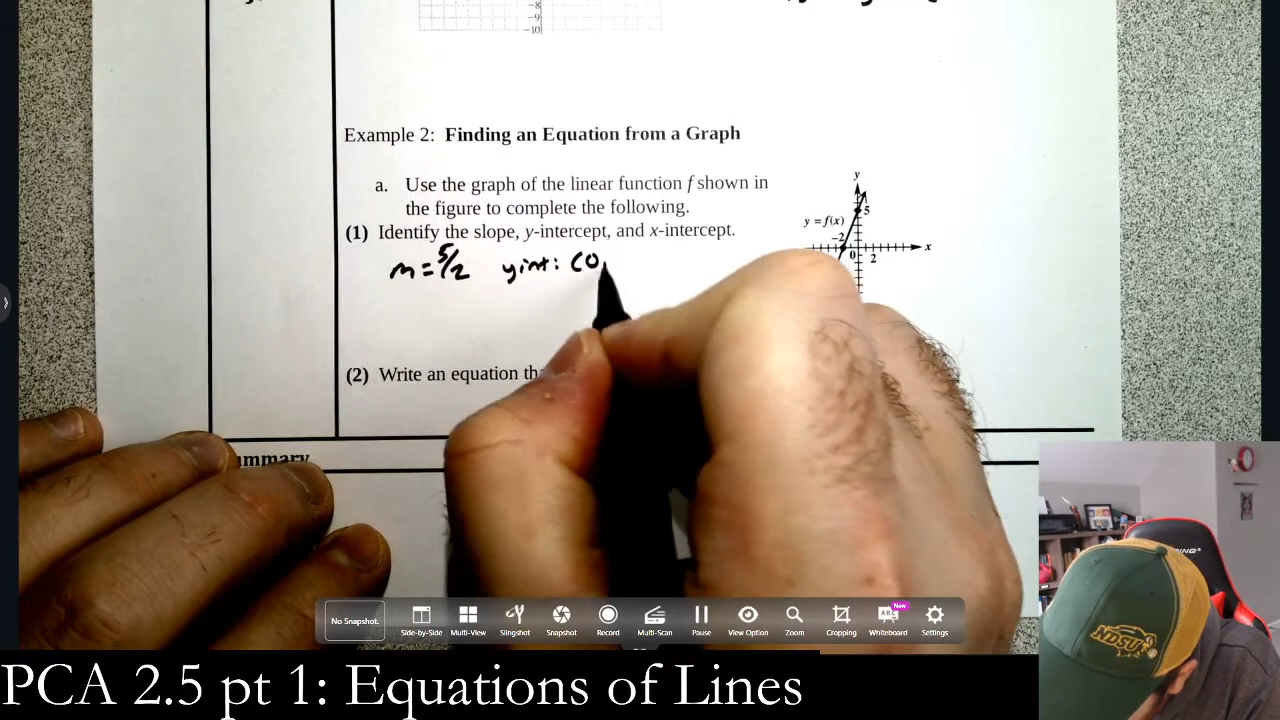 -8
-9
-10
Example 2: Finding an Equation from a Graph
a. Use the graph of the linear function f shown in
the figure to complete the following.
(1) Identify the slope, y-intercept, and x-intercept.
m = 5/2 yint: (0,
y
5
y = f(x)
-2
x
0
2
(2) Write an equation th
ummary
No Snapshot.
Side-by-Side
Multi-View
Slingshot
Snapshot
Record
Multi-Scan
Pause
View Option
Zoom
Cropping
New
ABC
Whiteboard
Settings
NDSU
PCA 2.5 pt 1: Equations of Lines